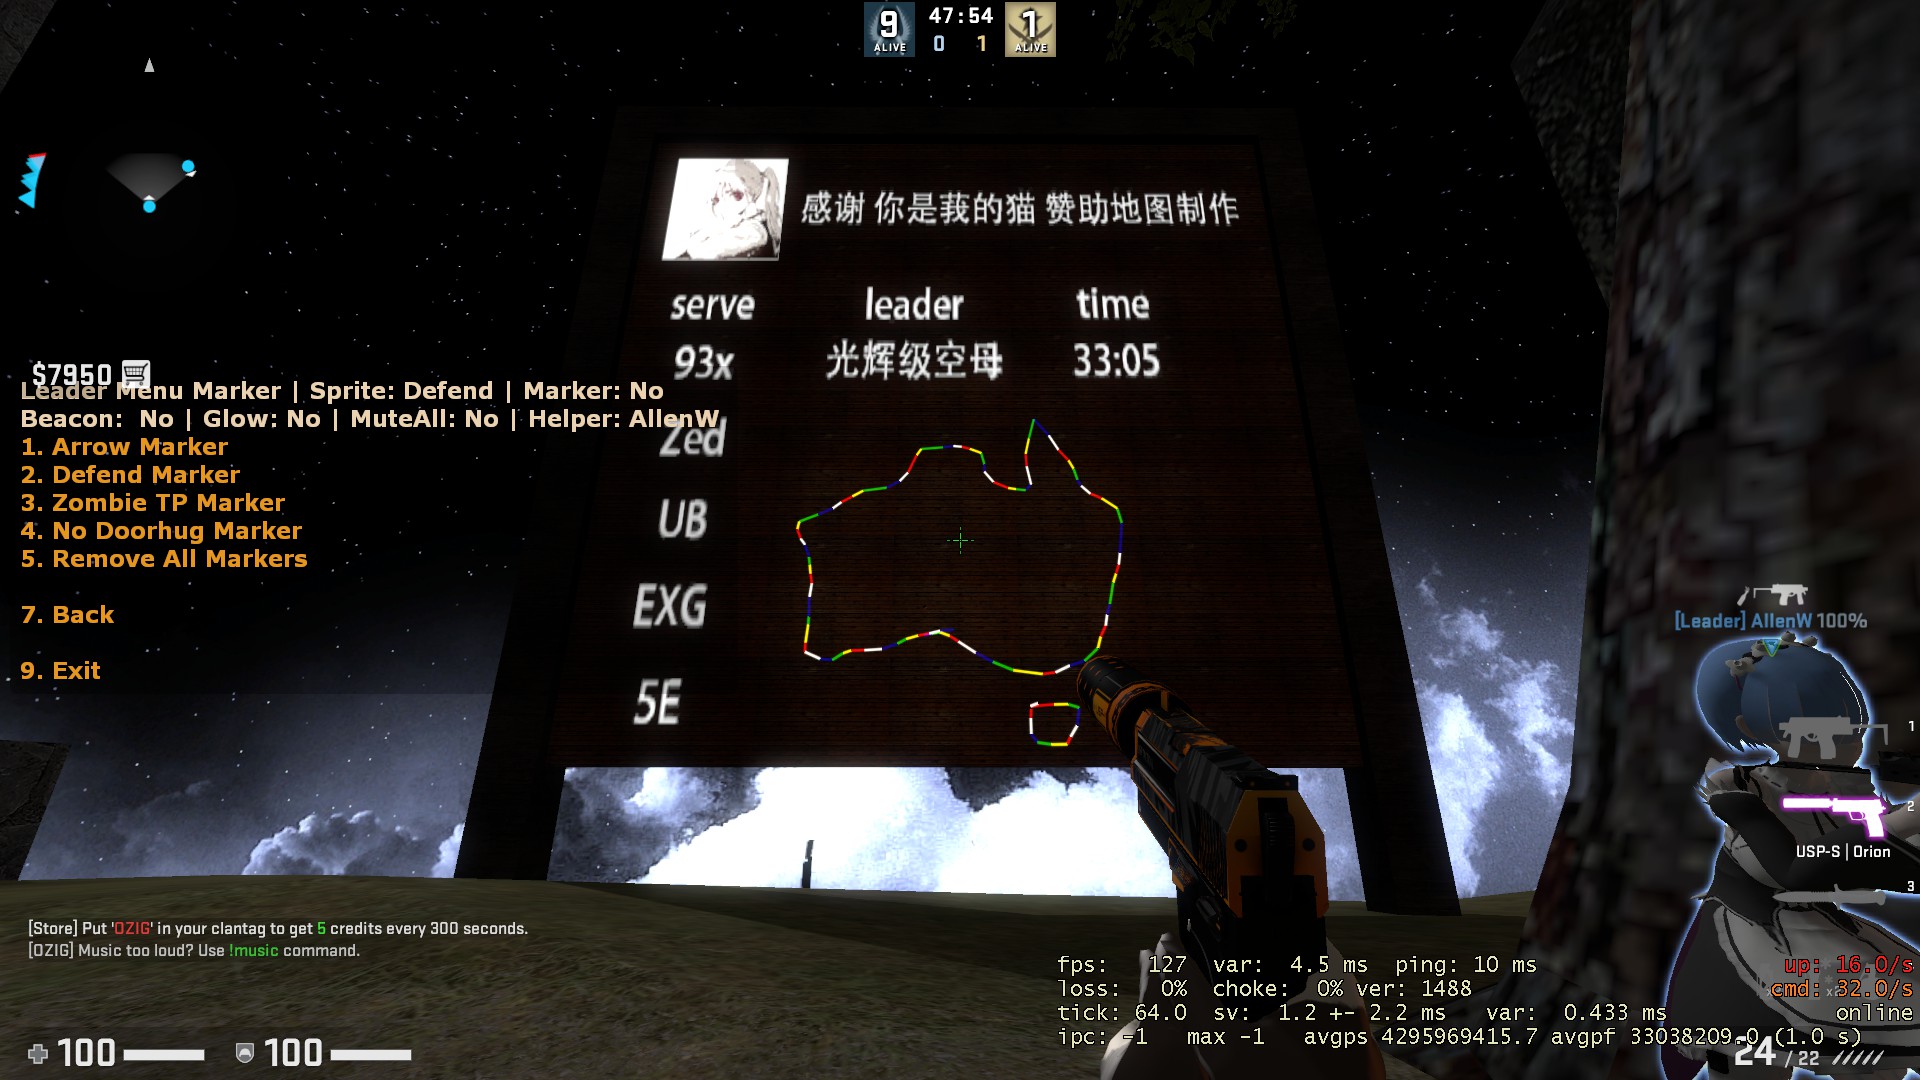 9 ALIVE 47:54 0 1 1 ALIVE
感谢 你是莪的猫 赞助地图制作
serve leader time
93x 光辉级空母 33:05
Zed
UB
EXG
5E
$7950
Leader Menu Marker | Sprite: Defend | Marker: No
Beacon: No | Glow: No | MuteAll: No | Helper: AllenW
1. Arrow Marker
2. Defend Marker
3. Zombie TP Marker
4. No Doorhug Marker
5. Remove All Markers
7. Back
9. Exit
[Leader] AllenW 100%
1
2
USP-S | Orion
3
[Store] Put 'OZIG' in your clantag to get 5 credits every 300 seconds.
[OZIG] Music too loud? Use !music command.
fps: 127 var: 4.5 ms ping: 10 ms
loss: 0% choke: 0% ver: 1488
tick: 64.0 sv: 1.2 +- 2.2 ms var: 0.433 ms
ipc: -1 max -1 avgps 4295969415.7 avgpf 33038209.0 (1.0 s)
up: 16.0/s
cmd: 32.0/s
online
100 100
24 / 22